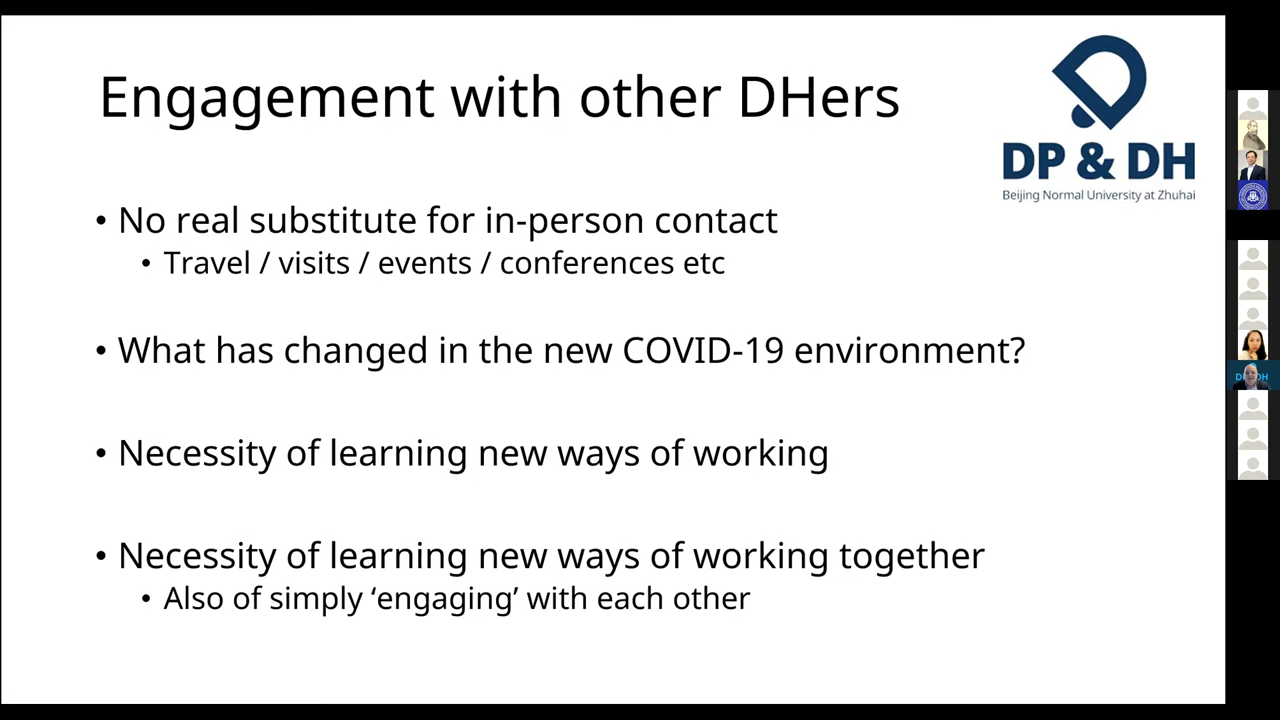 Engagement with other DHers
DP & DH
Beijing Normal University at Zhuhai
• No real substitute for in-person contact
• Travel / visits / events / conferences etc
• What has changed in the new COVID-19 environment?
• Necessity of learning new ways of working
• Necessity of learning new ways of working together
• Also of simply ‘engaging’ with each other